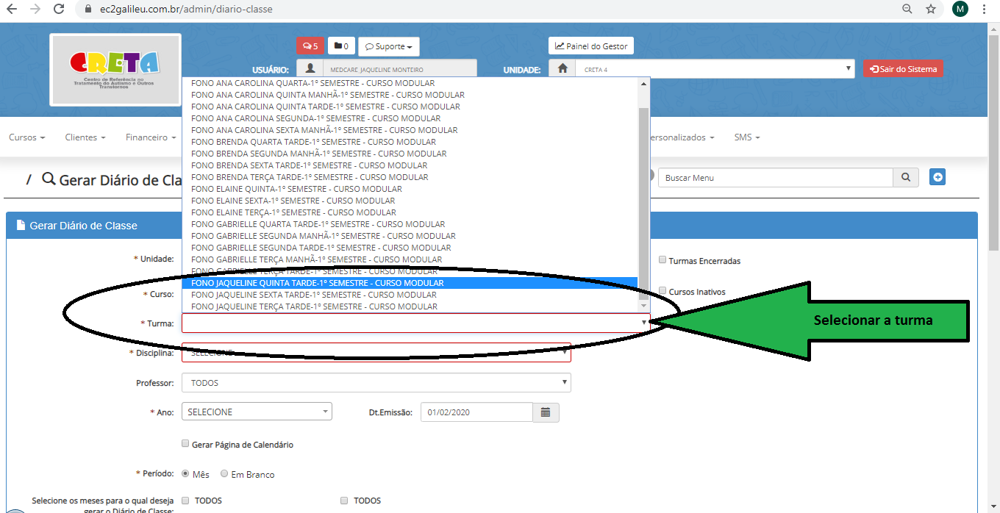 ec2galileu.com.br/admin/diario-classe
M
CRETA
Centro de Referência no
Tratamento do Autismo e Outros
Transtornos
5
0
Suporte
Painel do Gestor
USUÁRIO:
MEDCARE JAQUELINE MONTEIRO
UNIDADE:
CRETA 4
Sair do Sistema
FONO ANA CAROLINA QUARTA-1º SEMESTRE - CURSO MODULAR
FONO ANA CAROLINA QUINTA MANHÃ-1º SEMESTRE - CURSO MODULAR
FONO ANA CAROLINA QUINTA TARDE-1º SEMESTRE - CURSO MODULAR
FONO ANA CAROLINA SEGUNDA-1º SEMESTRE - CURSO MODULAR
FONO ANA CAROLINA SEXTA MANHÃ-1º SEMESTRE - CURSO MODULAR
FONO BRENDA QUARTA TARDE-1º SEMESTRE - CURSO MODULAR
FONO BRENDA SEGUNDA MANHÃ-1º SEMESTRE - CURSO MODULAR
FONO BRENDA SEXTA TARDE-1º SEMESTRE - CURSO MODULAR
FONO BRENDA TERÇA TARDE-1º SEMESTRE - CURSO MODULAR
FONO ELAINE QUINTA-1º SEMESTRE - CURSO MODULAR
FONO ELAINE SEXTA-1º SEMESTRE - CURSO MODULAR
FONO ELAINE TERÇA-1º SEMESTRE - CURSO MODULAR
FONO GABRIELLE QUARTA TARDE-1º SEMESTRE - CURSO MODULAR
FONO GABRIELLE SEGUNDA MANHÃ-1º SEMESTRE - CURSO MODULAR
FONO GABRIELLE SEGUNDA TARDE-1º SEMESTRE - CURSO MODULAR
FONO GABRIELLE TERÇA MANHÃ-1º SEMESTRE - CURSO MODULAR
FONO GABRIELLE TERÇA TARDE-1º SEMESTRE - CURSO MODULAR
FONO JAQUELINE QUINTA TARDE-1º SEMESTRE - CURSO MODULAR
FONO JAQUELINE SEXTA TARDE-1º SEMESTRE - CURSO MODULAR
FONO JAQUELINE TERÇA TARDE-1º SEMESTRE - CURSO MODULAR
Cursos
Clientes
Financeiro
ersonalizados
SMS
/ Gerar Diário de Cla
Buscar Menu
Gerar Diário de Classe
* Unidade:
Turmas Encerradas
* Curso:
Cursos Inativos
* Turma:
Selecionar a turma
* Disciplina:
SELECIONE
Professor:
TODOS
* Ano:
SELECIONE
Dt.Emissão:
01/02/2020
Gerar Página de Calendário
* Período:
Mês
Em Branco
Selecione os meses para o qual deseja
gerar o Diário de Classe:
TODOS
TODOS